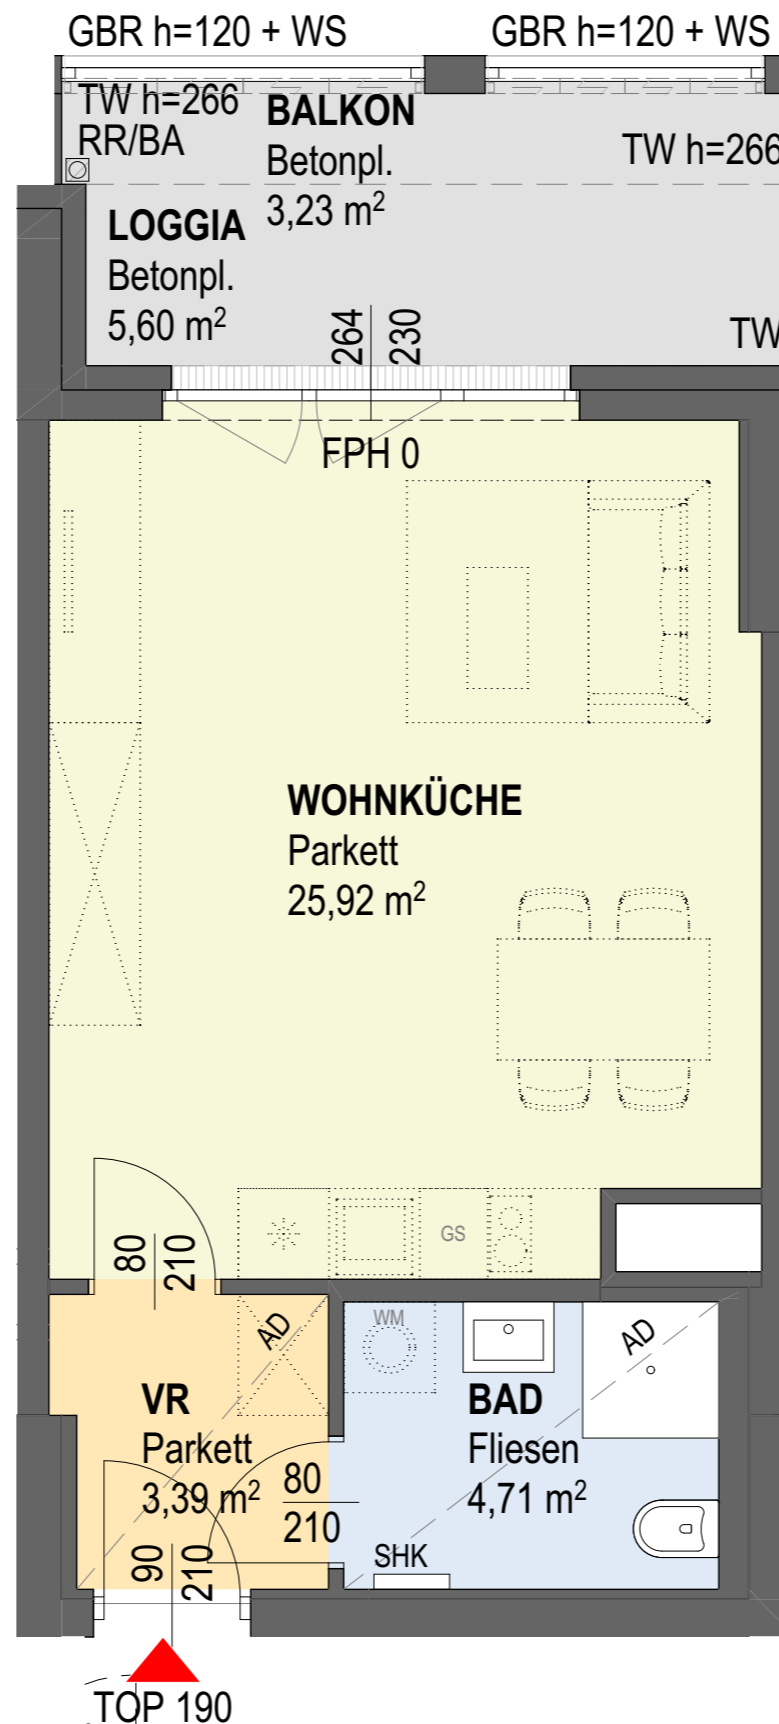 GBR h=120 + WS
GBR h=120 + WS
TW h=266
RR/BA
BALKON
Betonpl.
3,23 m²
TW h=266
LOGGIA
Betonpl.
5,60 m²
264
230
TW
FPH 0
WOHNKÜCHE
Parkett
25,92 m²
80
210
GS
AD
WM
AD
VR
Parkett
3,39 m²
BAD
Fliesen
4,71 m²
80
210
90
210
SHK
TOP 190